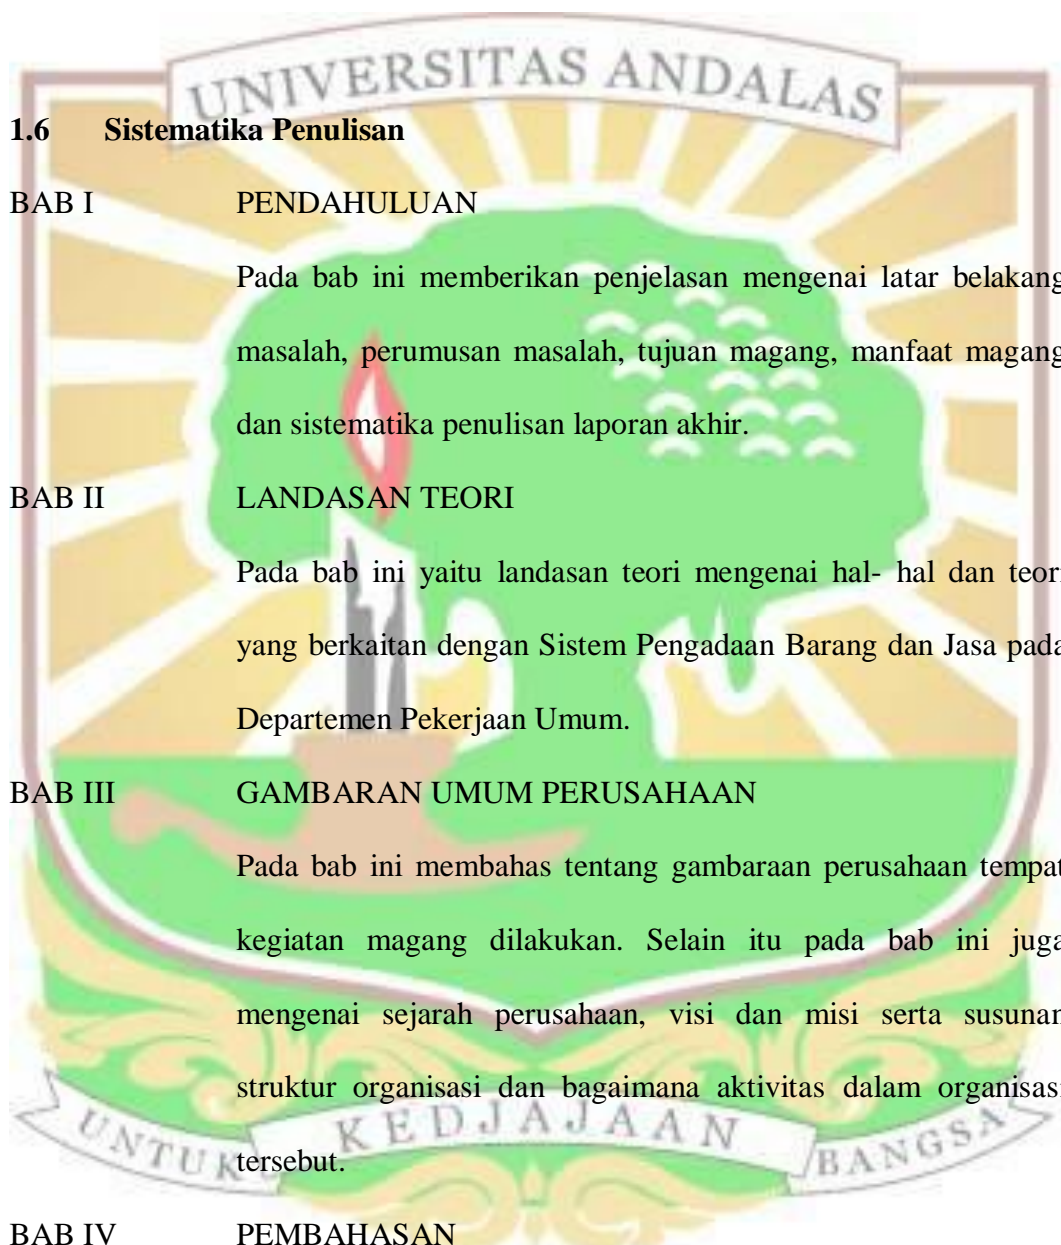 UNIVERSITAS ANDALAS
1.6 Sistematika Penulisan
BAB I PENDAHULUAN
Pada bab ini memberikan penjelasan mengenai latar belakang
masalah, perumusan masalah, tujuan magang, manfaat magang
dan sistematika penulisan laporan akhir.
BAB II LANDASAN TEORI
Pada bab ini yaitu landasan teori mengenai hal- hal dan teori
yang berkaitan dengan Sistem Pengadaan Barang dan Jasa pada
Departemen Pekerjaan Umum.
BAB III GAMBARAN UMUM PERUSAHAAN
Pada bab ini membahas tentang gambaraan perusahaan tempat
kegiatan magang dilakukan. Selain itu pada bab ini juga
mengenai sejarah perusahaan, visi dan misi serta susunan
struktur organisasi dan bagaimana aktivitas dalam organisasi
tersebut.
UNTUK KEDJAJAAN BANGSA
BAB IV PEMBAHASAN